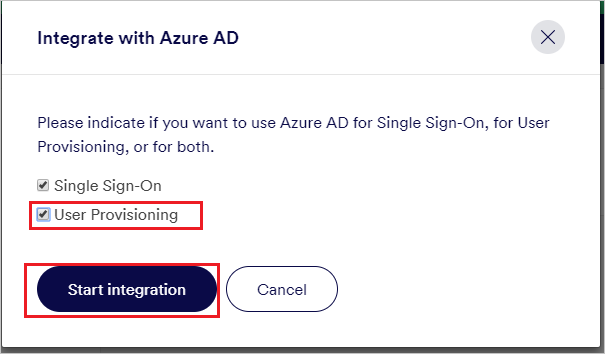 Integrate with Azure AD
Please indicate if you want to use Azure AD for Single Sign-On, for User
Provisioning, or for both.
Single Sign-On
User Provisioning
Start integration
Cancel